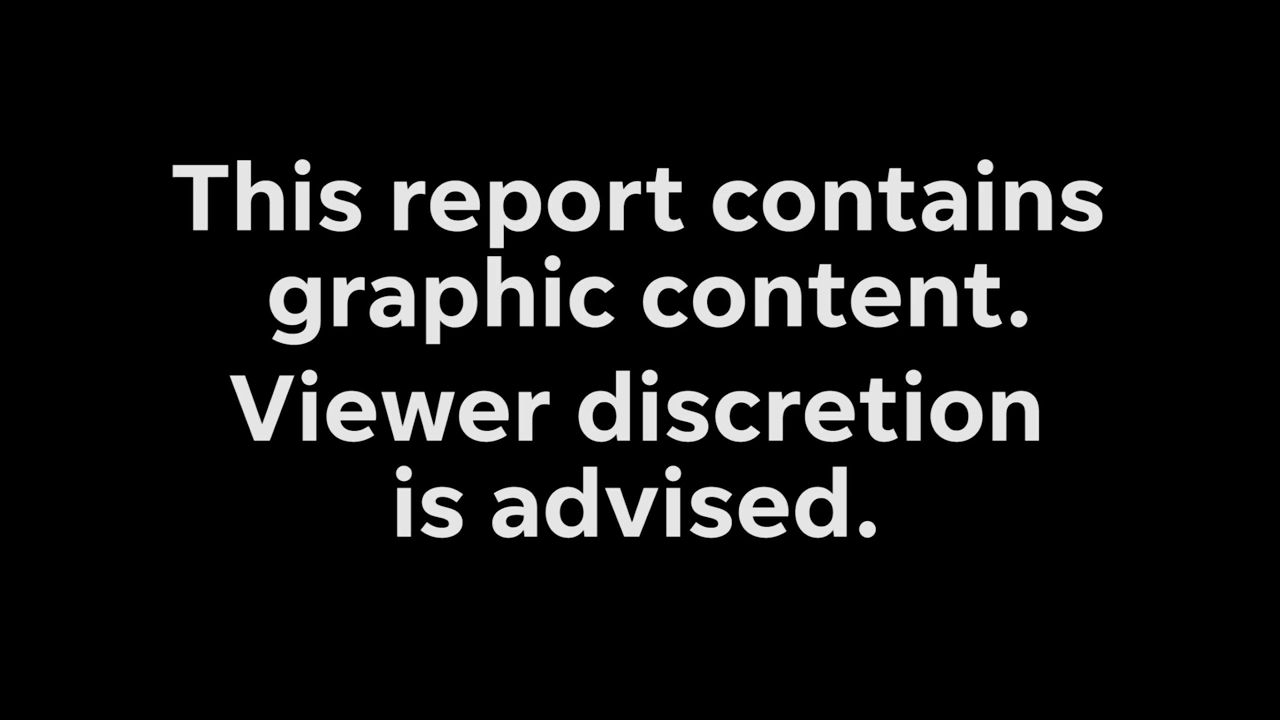 This report contains
graphic content.
Viewer discretion
is advised.